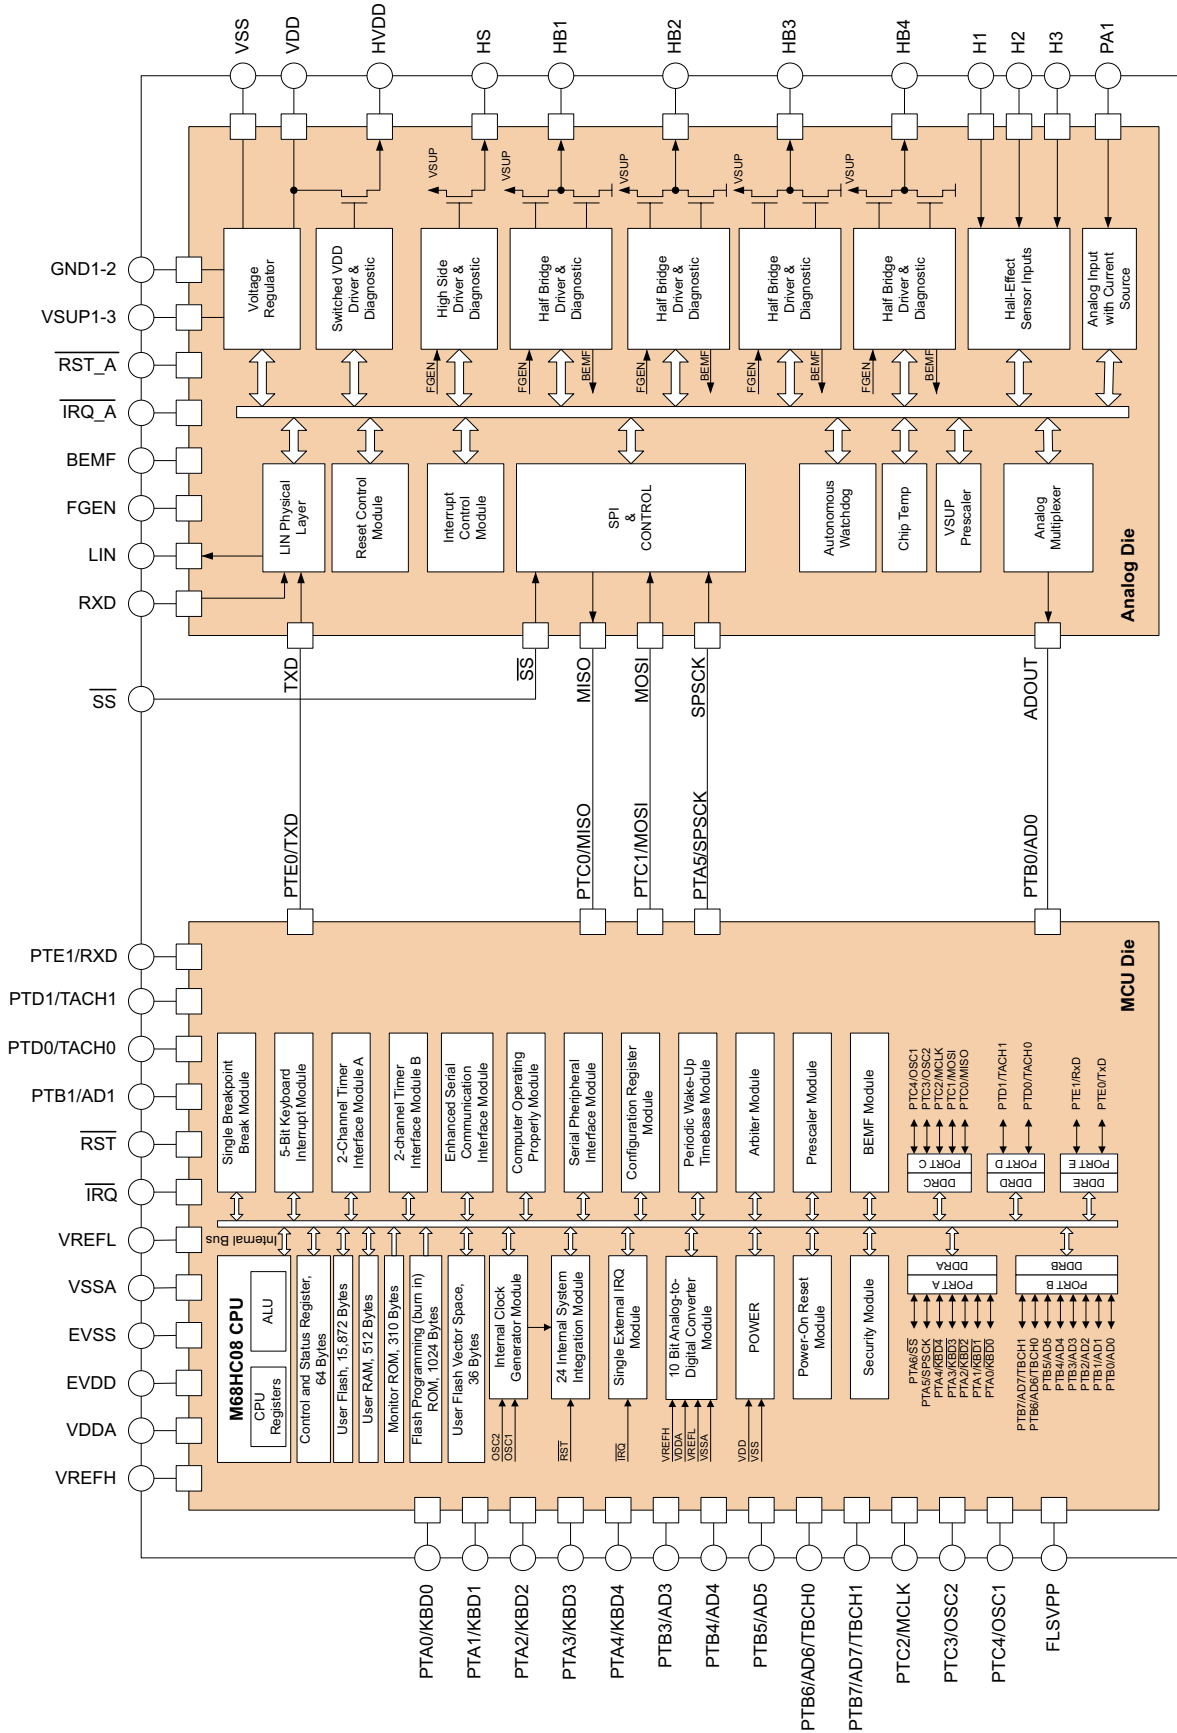 VSS
VDD
HVDD
HS
HB1
HB2
HB3
HB4
H1
H2
H3
PA1
GND1-2
VSUP1-3
RST_A
IRQ_A
BEMF
FGEN
LIN
RXD
SS
VSUP
VSUP
VSUP
VSUP
VSUP
Voltage
Regulator
Switched VDD
Driver &
Diagnostic
High Side
Driver &
Diagnostic
Half Bridge
Driver &
Diagnostic
Half Bridge
Driver &
Diagnostic
Half Bridge
Driver &
Diagnostic
Half Bridge
Driver &
Diagnostic
Hall-Effect
Sensor Inputs
Analog Input
with Current
Source
FGEN
FGEN
BEMF
FGEN
BEMF
FGEN
BEMF
FGEN
BEMF
LIN Physical
Layer
Reset Control
Module
Interrupt
Control
Module
SPI
&
CONTROL
Autonomous
Watchdog
Chip Temp
VSUP
Prescaler
Analog
Multiplexer
Analog Die
TXD
SS
MISO
MOSI
SPSCK
ADOUT
PTE0/TXD
PTC0/MISO
PTC1/MOSI
PTA5/SPSCK
PTB0/AD0
MCU Die
PTE1/RXD
PTD1/TACH1
PTD0/TACH0
PTB1/AD1
RST
IRQ
VREFL
VSSA
EVSS
EVDD
VDDA
VREFH
Single Breakpoint
Break Module
5-Bit Keyboard
Interrupt Module
2-Channel Timer
Interface Module A
2-channel Timer
Interface Module B
Enhanced Serial
Communication
Interface Module
Computer Operating
Properly Module
Serial Pheripheral
Interface Module
Configuration Register
Module
Periodic Wake-Up
Timebase Module
Arbiter Module
Prescaler Module
BEMF Module
PTC4/OSC1
PTC3/OSC2
PTC2/MCLK
PTC1/MOSI
PTC0/MISO
PORT C
DDRC
PTD1/TACH1
PTD0/TACH0
PORT D
DDRD
PTE1/RxD
PTE0/TxD
PORT E
DDRE
Internal Bus
M68HC08 CPU
CPU
Registers
ALU
Control and Status Register,
64 Bytes
User Flash, 15,872 Bytes
User RAM, 512 Bytes
Monitor ROM, 310 Bytes
Flash Programming (burn in)
ROM, 1024 Bytes
User Flash Vector Space,
36 Bytes
OSC2
OSC1
Internal Clock
Generator Module
RST
24 Internal System
Integration Module
IRQ
Single External IRQ
Module
VREFH
VDDA
VREFL
VSSA
10 Bit Analog-to-
Digital Converter
Module
VDD
VSS
POWER
Power-On Reset
Module
Security Module
DDRA
PORT A
PTA6/SS
PTA5/SPSCK
PTA4/KBD4
PTA3/KBD3
PTA2/KBD2
PTA1/KBD1
PTA0/KBD0
DDRB
PORT B
PTB7/AD7/TBCH1
PTB6/AD6/TBCH0
PTB5/AD5
PTB4/AD4
PTB3/AD3
PTB2/AD2
PTB1/AD1
PTB0/AD0
PTA0/KBD0
PTA1/KBD1
PTA2/KBD2
PTA3/KBD3
PTA4/KBD4
PTB3/AD3
PTB4/AD4
PTB5/AD5
PTB6/AD6/TBCH0
PTB7/AD7/TBCH1
PTC2/MCLK
PTC3/OSC2
PTC4/OSC1
FLSVPP